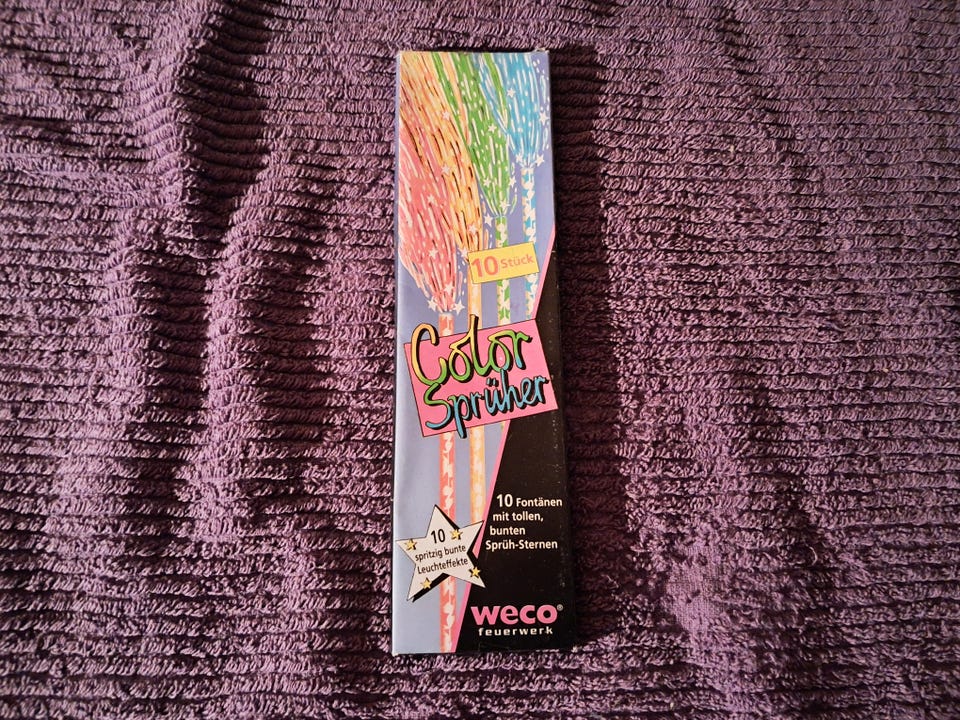 10 Stück
Color
Sprüher
10 Fontänen
mit tollen,
bunten
Sprüh-Sternen
10
spritzig bunte
Leuchteffekte
weco®
feuerwerk